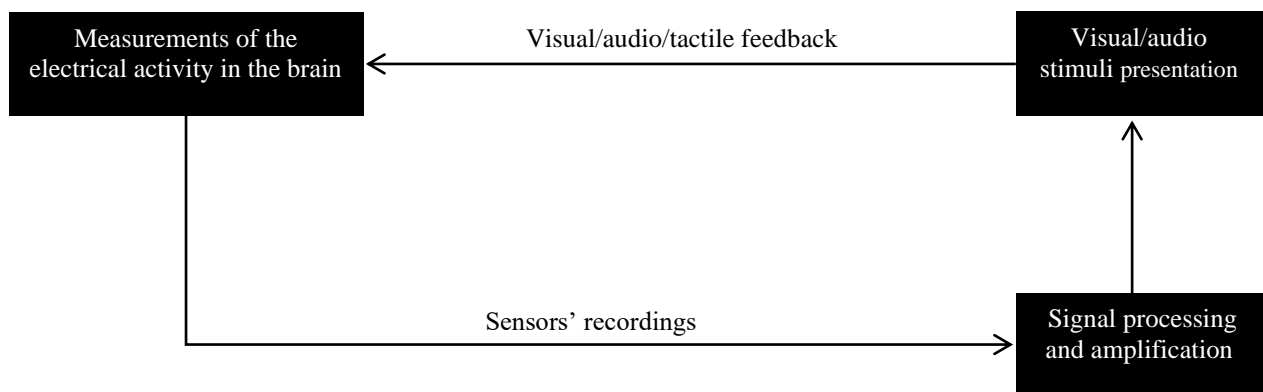 Measurements of the
electrical activity in the brain
Visual/audio/tactile feedback
Visual/audio
stimuli presentation
Sensors’ recordings
Signal processing
and amplification